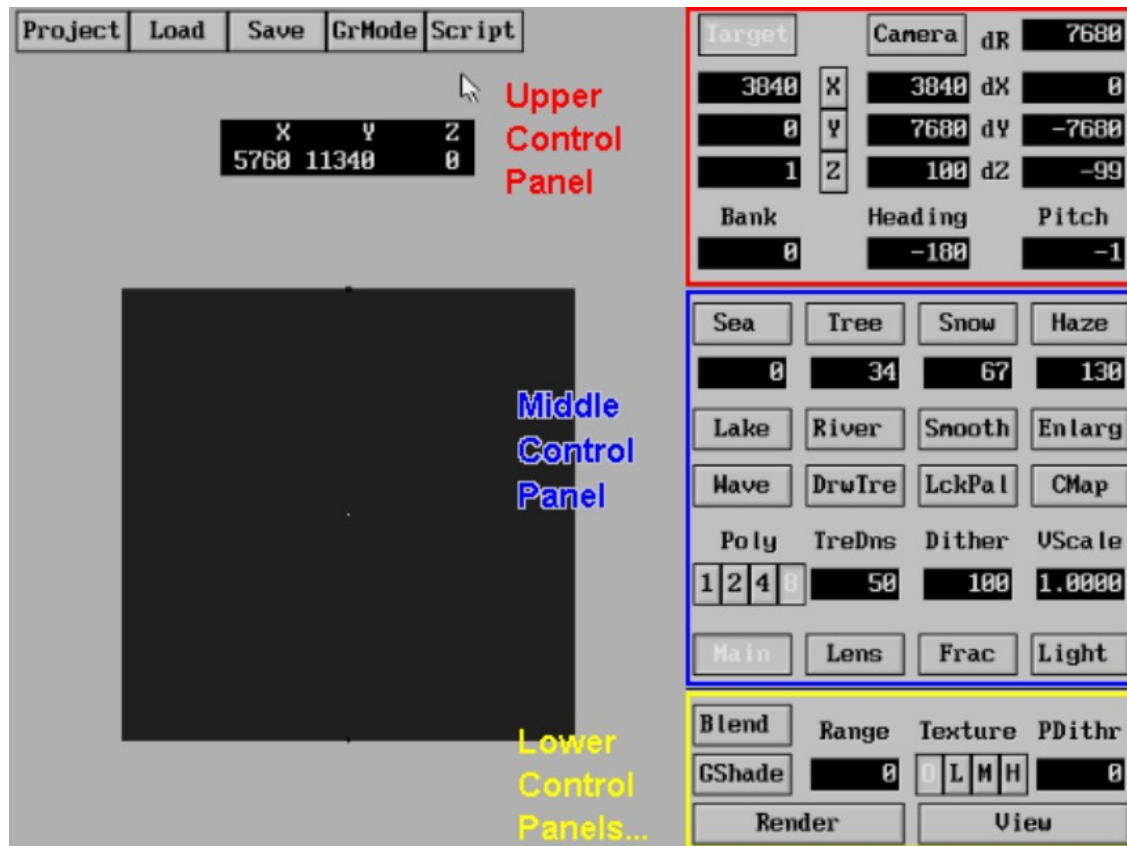 Project Load Save GrMode Script
X Y Z
5760 11340 0
Upper
Control
Panel
Target Camera dR 7680
3840 X 3840 dX 0
0 Y 7680 dY -7680
1 Z 100 dZ -99
Bank Heading Pitch
0 -180 -1
Middle
Control
Panel
Sea Tree Snow Haze
0 34 67 130
Lake River Smooth Enlarg
Wave DrwTre LckPal CMap
Poly TreDns Dither VScale
1 2 4 8 50 100 1.0000
Main Lens Frac Light
Lower
Control
Panels...
Blend Range Texture PDithr
GShade 0 O L M H 0
Render View